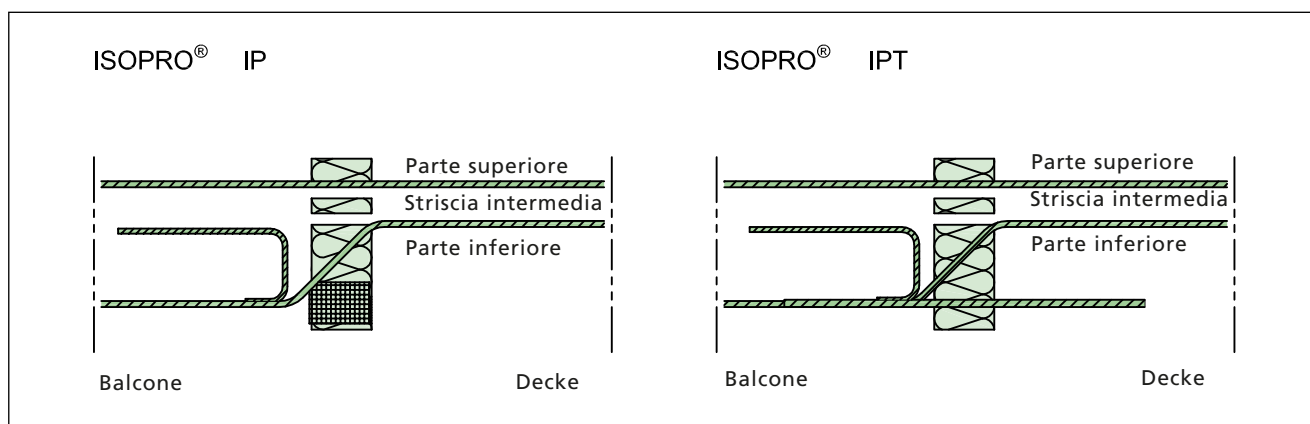 ISOPRO® IP
Parte superiore
Striscia intermedia
Parte inferiore
Balcone
Decke
ISOPRO® IPT
Parte superiore
Striscia intermedia
Parte inferiore
Balcone
Decke